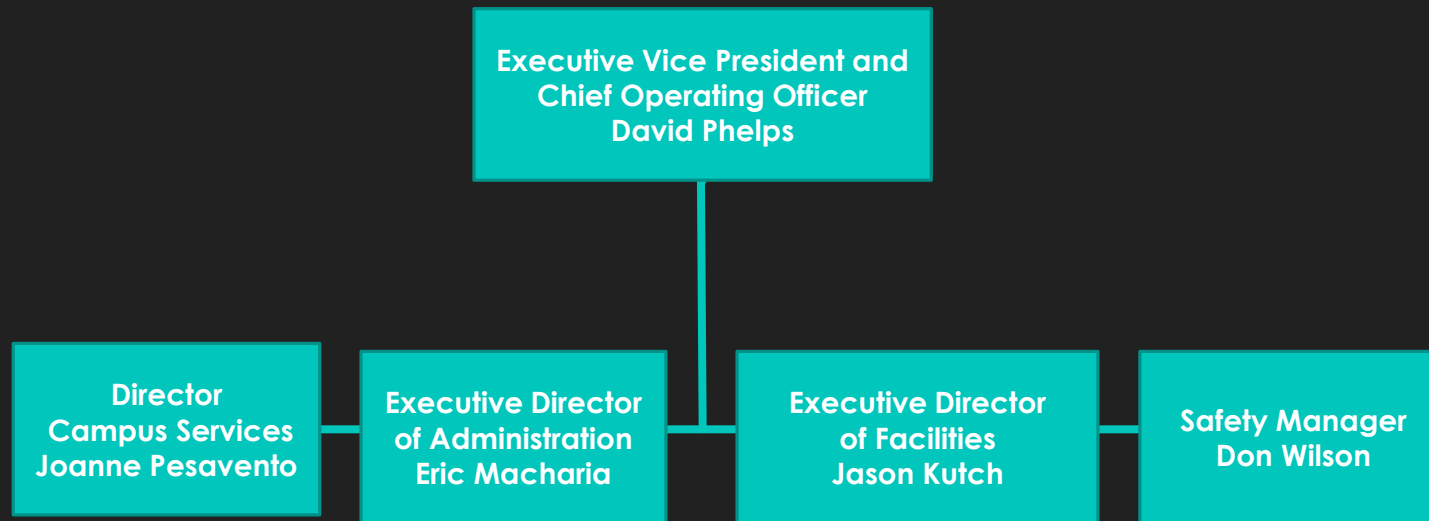 Executive Vice President and
Chief Operating Officer
David Phelps
Director
Campus Services
Joanne Pesavento
Executive Director
of Administration
Eric Macharia
Executive Director
of Facilities
Jason Kutch
Safety Manager
Don Wilson